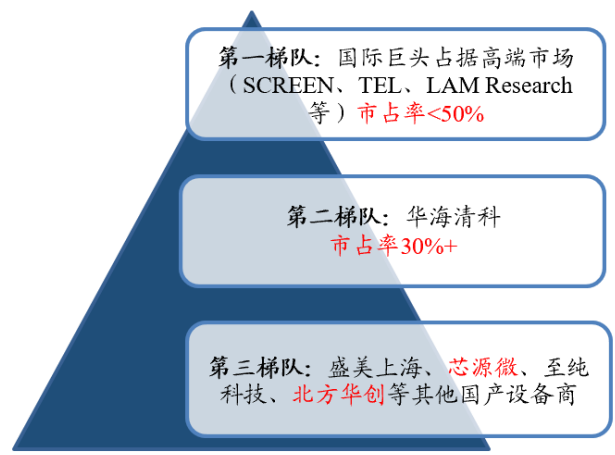 第一梯队：国际巨头占据高端市场
（SCREEN、TEL、LAM Research
等）市占率<50%
第二梯队：华海清科
市占率30%+
第三梯队：盛美上海、芯源微、至纯
科技、北方华创等其他国产设备商